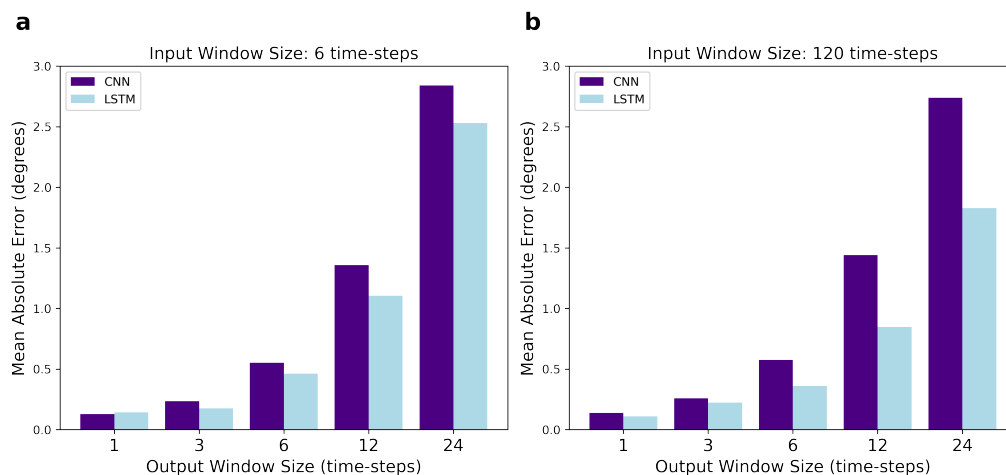 a
Input Window Size: 6 time-steps
CNN
LSTM
Mean Absolute Error (degrees)
3.0
2.5
2.0
1.5
1.0
0.5
0.0
1 3 6 12 24
Output Window Size (time-steps)
b
Input Window Size: 120 time-steps
CNN
LSTM
Mean Absolute Error (degrees)
3.0
2.5
2.0
1.5
1.0
0.5
0.0
1 3 6 12 24
Output Window Size (time-steps)